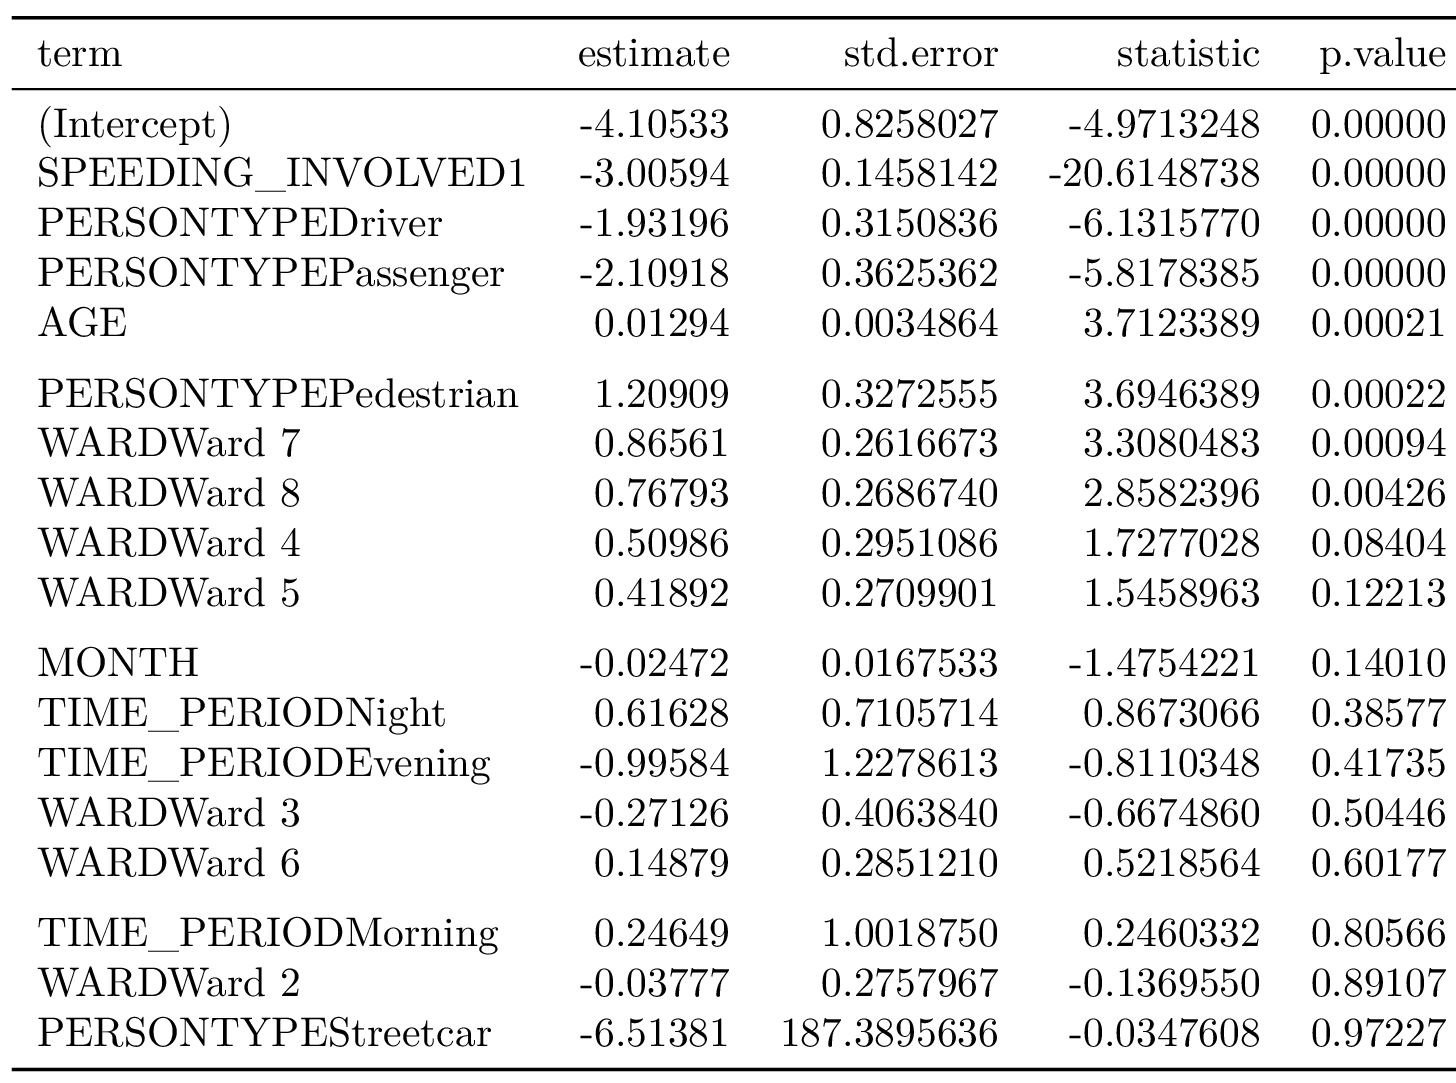 term estimate std.error statistic p.value
(Intercept) -4.10533 0.8258027 -4.9713248 0.00000
SPEEDING_INVOLVED1 -3.00594 0.1458142 -20.6148738 0.00000
PERSONTYPEDriver -1.93196 0.3150836 -6.1315770 0.00000
PERSONTYPEPassenger -2.10918 0.3625362 -5.8178385 0.00000
AGE 0.01294 0.0034864 3.7123389 0.00021
PERSONTYPEPedestrian 1.20909 0.3272555 3.6946389 0.00022
WARDWard 7 0.86561 0.2616673 3.3080483 0.00094
WARDWard 8 0.76793 0.2686740 2.8582396 0.00426
WARDWard 4 0.50986 0.2951086 1.7277028 0.08404
WARDWard 5 0.41892 0.2709901 1.5458963 0.12213
MONTH -0.02472 0.0167533 -1.4754221 0.14010
TIME_PERIODNight 0.61628 0.7105714 0.8673066 0.38577
TIME_PERIODEvening -0.99584 1.2278613 -0.8110348 0.41735
WARDWard 3 -0.27126 0.4063840 -0.6674860 0.50446
WARDWard 6 0.14879 0.2851210 0.5218564 0.60177
TIME_PERIODMorning 0.24649 1.0018750 0.2460332 0.80566
WARDWard 2 -0.03777 0.2757967 -0.1369550 0.89107
PERSONTYPEStreetcar -6.51381 187.3895636 -0.0347608 0.97227